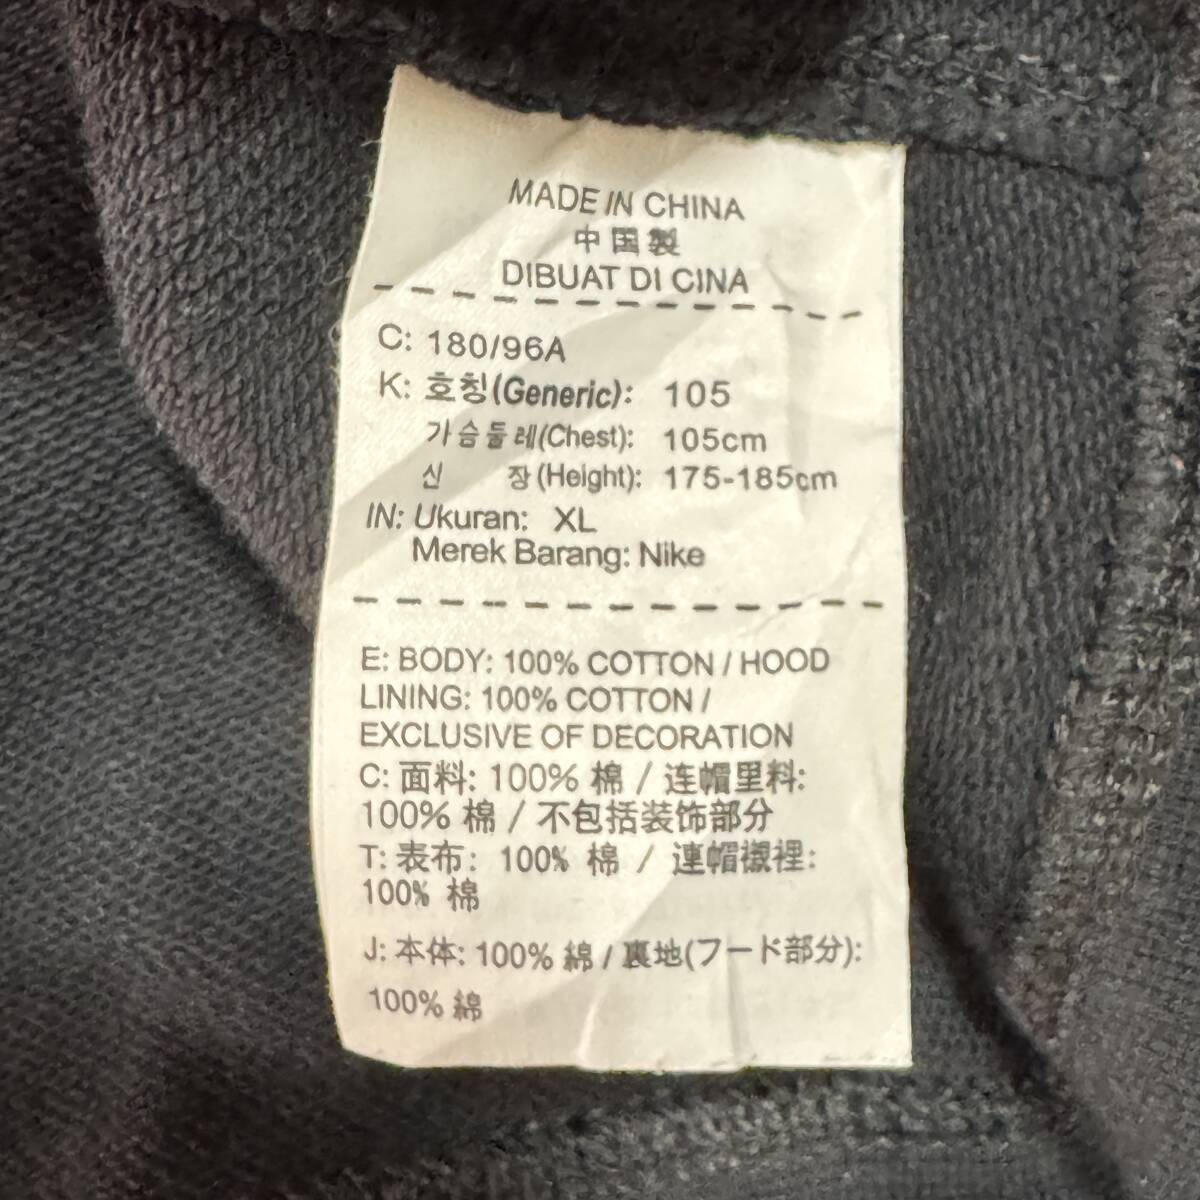 MADE IN CHINA
中国製
DIBUAT DI CINA
C: 180/96A
K: 호칭(Generic): 105
가슴둘레(Chest): 105cm
신 장(Height): 175-185cm
IN: Ukuran: XL
Merek Barang: Nike
E: BODY: 100% COTTON / HOOD
LINING: 100% COTTON /
EXCLUSIVE OF DECORATION
C: 面料: 100% 棉 / 连帽里料:
100% 棉 / 不包括装饰部分
T: 表布: 100% 棉 / 連帽襯裡:
100% 棉
J: 本体: 100% 綿 / 裏地(フード部分):
100% 綿